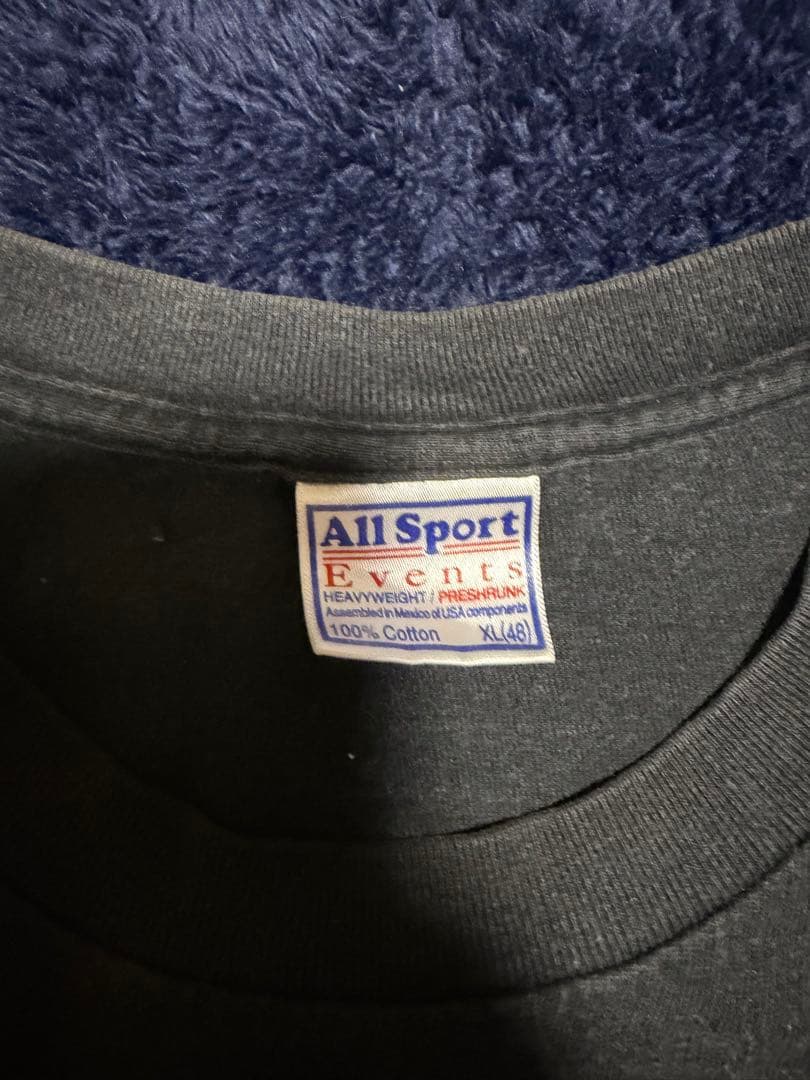 All Sport
Events
HEAVYWEIGHT / PRESHRUNK
Assembled in Mexico of USA components
100% Cotton XL(48)